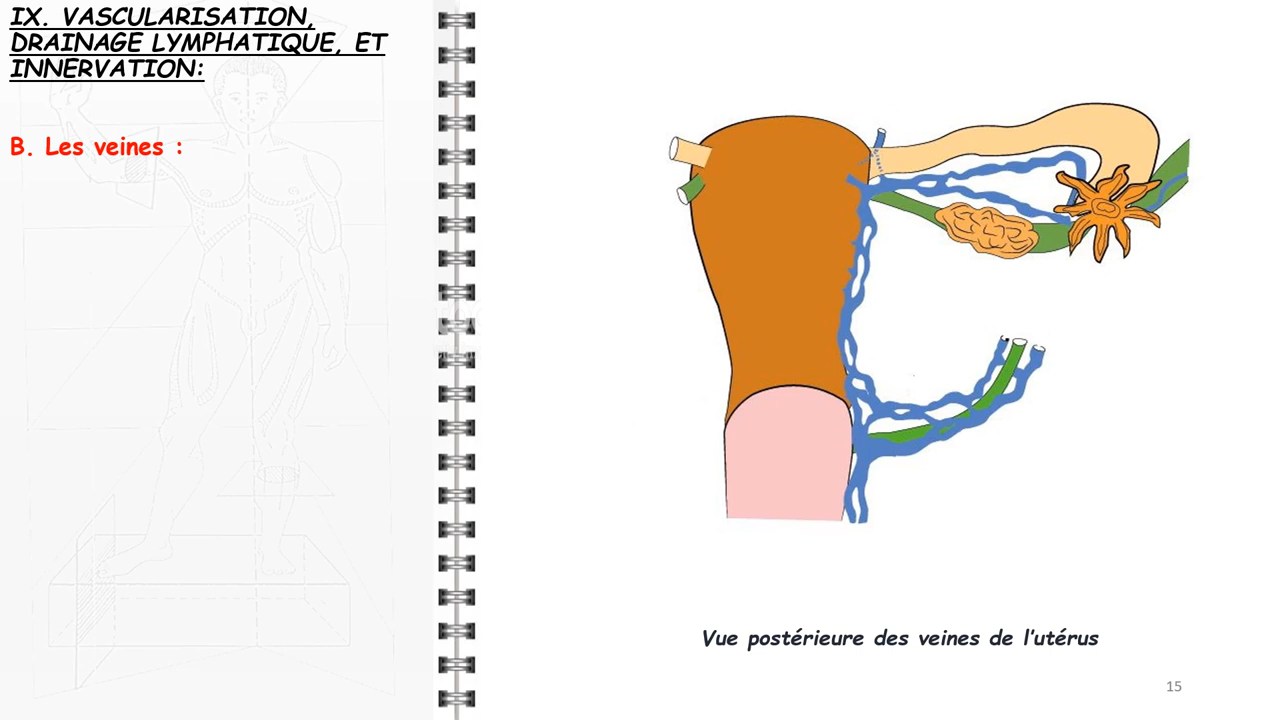 IX. VASCULARISATION,
DRAINAGE LYMPHATIQUE, ET
INNERVATION:
B. Les veines :
Vue postérieure des veines de l'utérus
15